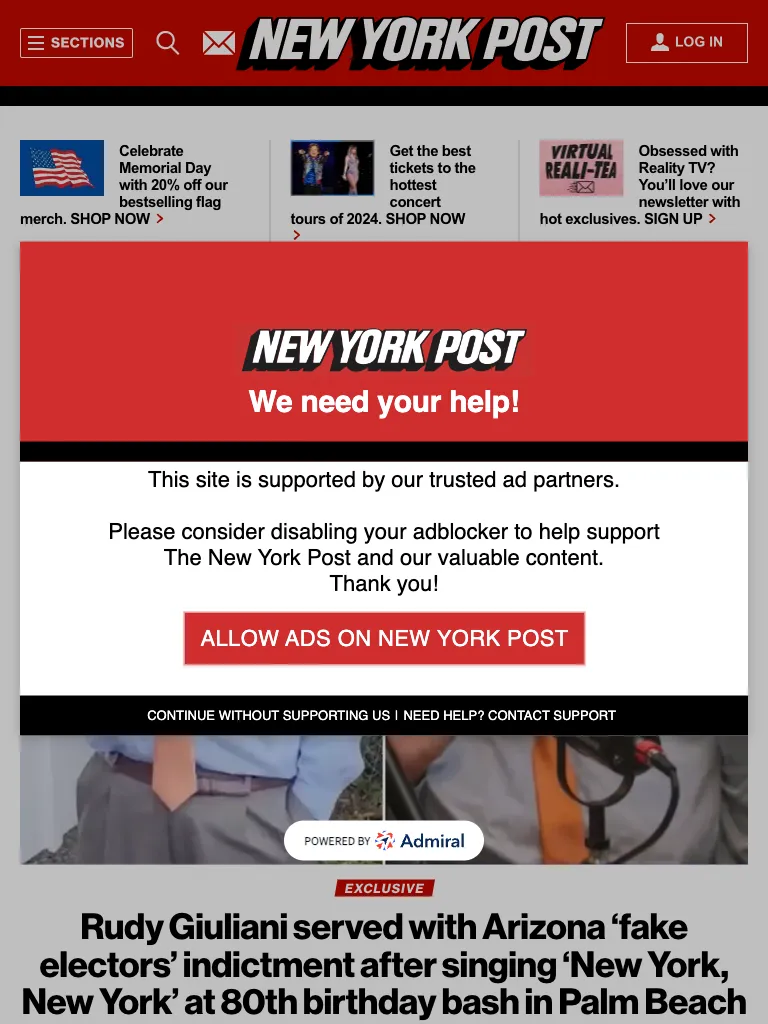 SECTIONS
NEW YORK POST
LOG IN
Celebrate
Memorial Day
with 20% off our
bestselling flag
merch. SHOP NOW >
Get the best
tickets to the
hottest
concert
tours of 2024. SHOP NOW
>
VIRTUAL
REALI-TEA
Obsessed with
Reality TV?
You’ll love our
newsletter with
hot exclusives. SIGN UP >
NEW YORK POST
We need your help!
This site is supported by our trusted ad partners.
Please consider disabling your adblocker to help support
The New York Post and our valuable content.
Thank you!
ALLOW ADS ON NEW YORK POST
CONTINUE WITHOUT SUPPORTING US | NEED HELP? CONTACT SUPPORT
POWERED BY Admiral
EXCLUSIVE
Rudy Giuliani served with Arizona ‘fake
electors’ indictment after singing ‘New York,
New York’ at 80th birthday bash in Palm Beach